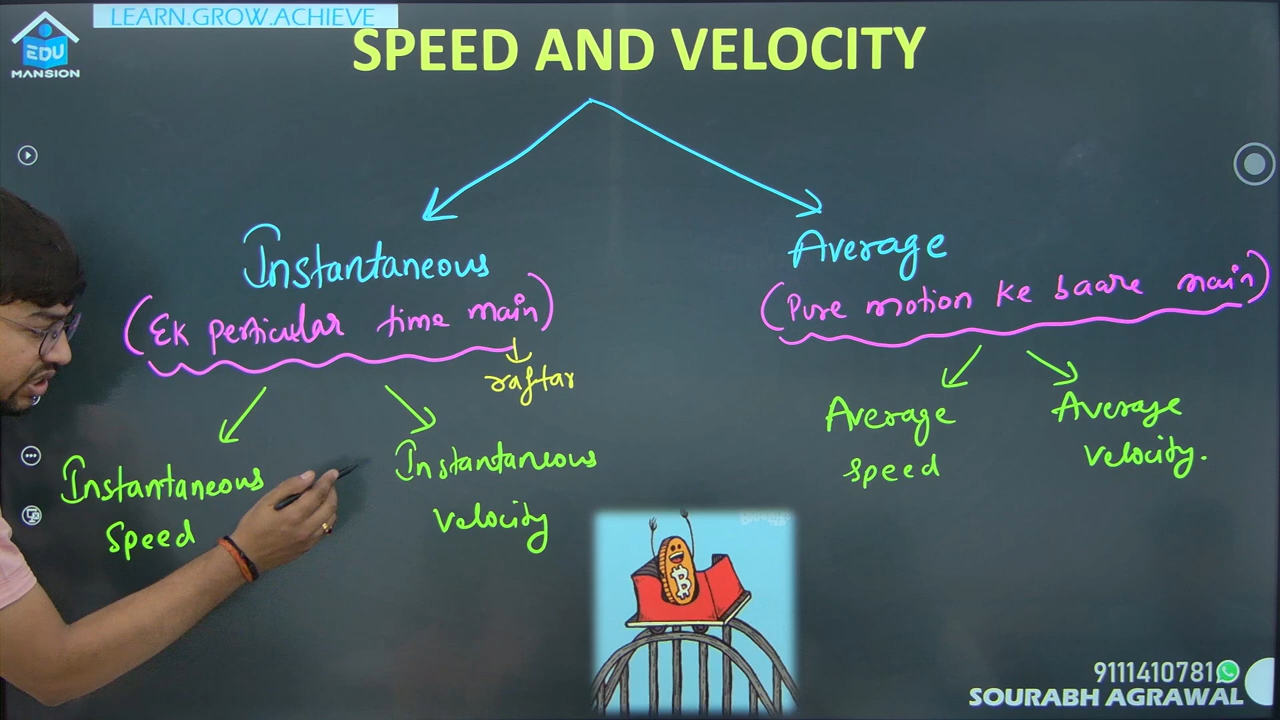 LEARN.GROW.ACHIEVE
EDU
MANSION
SPEED AND VELOCITY
Instantaneous
Average
(Ek perticular time main)
(Pure motion ke baare main)
raftar
Instantaneous
Speed
Instantaneous
Velocity
Average
speed
Average
velocity.
B
9111410781
SOURABH AGRAWAL